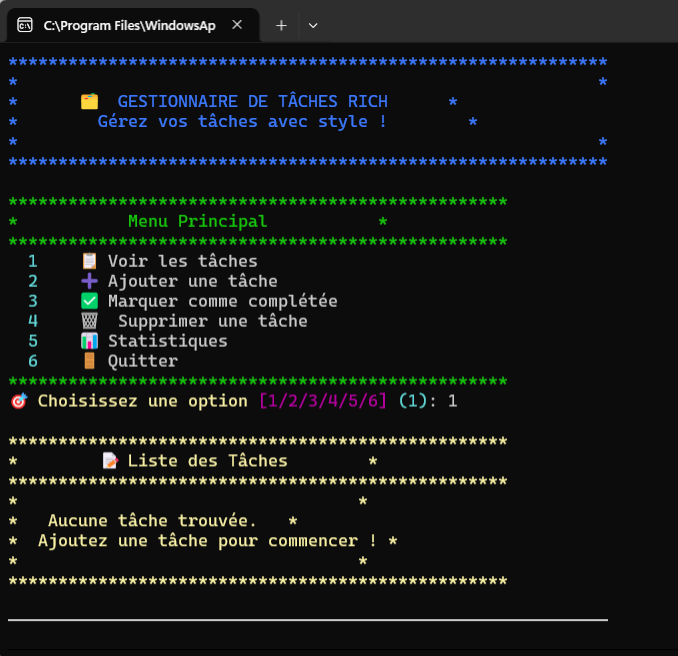 C:\Program Files\WindowsAp
************************************************************
*                                                          *
*      🗂️  GESTIONNAIRE DE TÂCHES RICH      *
*        Gérez vos tâches avec style !        *
*                                                          *
************************************************************
**************************************************
*           Menu Principal           *
**************************************************
1    📋 Voir les tâches
2    ➕ Ajouter une tâche
3    ✅ Marquer comme complétée
4    🗑️  Supprimer une tâche
5    📊 Statistiques
6    🚪 Quitter
**************************************************
🎯 Choisissez une option [1/2/3/4/5/6] (1): 1
**************************************************
*        📝 Liste des Tâches        *
**************************************************
*                                  *
*   Aucune tâche trouvée.   *
*  Ajoutez une tâche pour commencer ! *
*                                  *
**************************************************